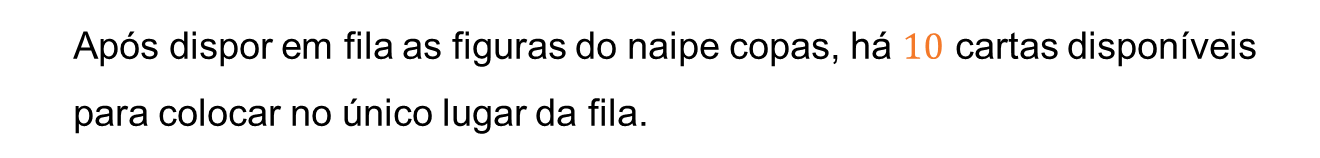 Após dispor em fila as figuras do naipe copas, há 10 cartas disponíveis
para colocar no único lugar da fila.